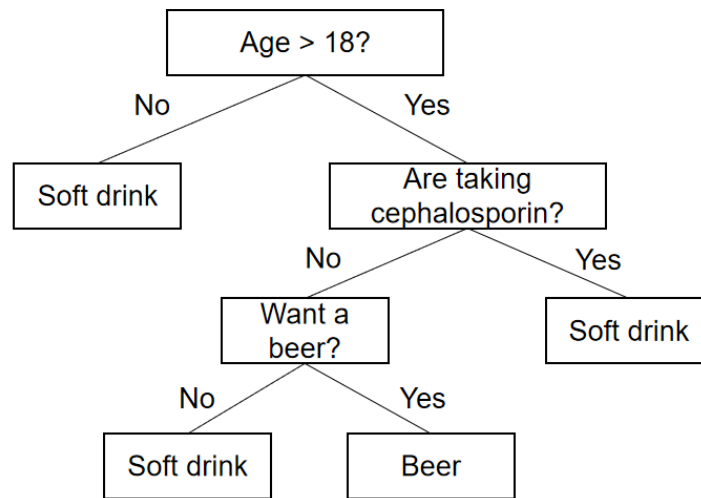 Age > 18?
No
Yes
Soft drink
Are taking
cephalosporin?
No
Yes
Want a
beer?
Soft drink
No
Yes
Soft drink
Beer